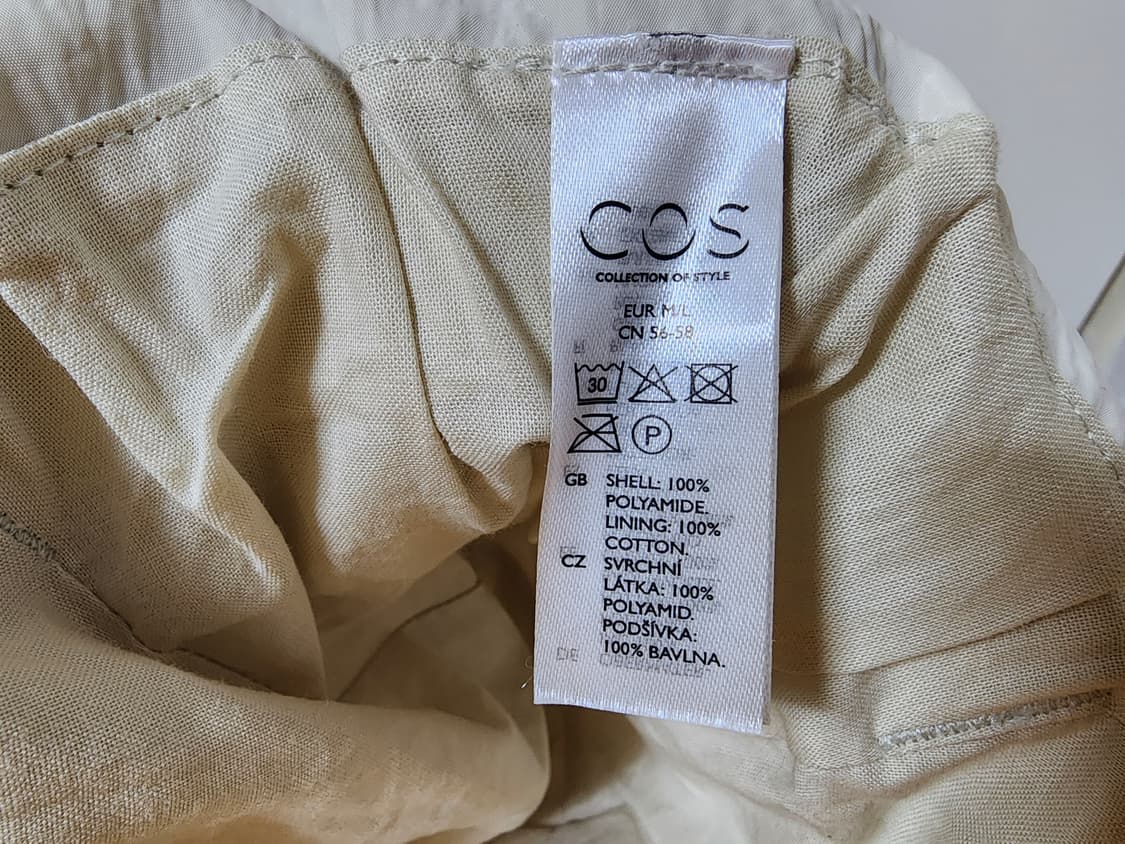 COS
COLLECTION OF STYLE
EUR M/L
CN 56-58
30
P
GB SHELL: 100%
POLYAMIDE.
LINING: 100%
COTTON.
CZ SVRCHNÍ
LÁTKA: 100%
POLYAMID.
PODŠÍVKA:
100% BAVLNA.